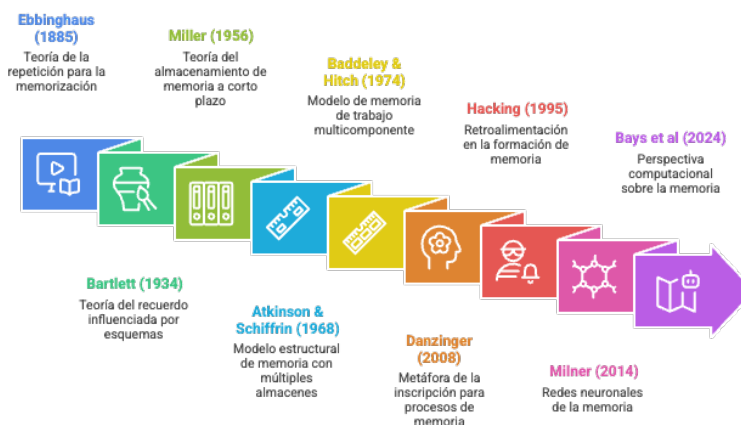 Ebbinghaus
(1885)
Teoría de la
repetición para la
memorización
Miller (1956)
Teoría del
almacenamiento de
memoria a corto
plazo
Baddeley &
Hitch (1974)
Modelo de memoria
de trabajo
multicomponente
Hacking (1995)
Retroalimentación
en la formación de
memoria
Bays et al (2024)
Perspectiva
computacional
sobre la memoria
Bartlett (1934)
Teoría del recuerdo
influenciada por
esquemas
Atkinson &
Schiffrin (1968)
Modelo estructural
de memoria con
múltiples
almacenes
Danzinger
(2008)
Metáfora de la
inscripción para
procesos de
memoria
Milner (2014)
Redes neuronales
de la memoria